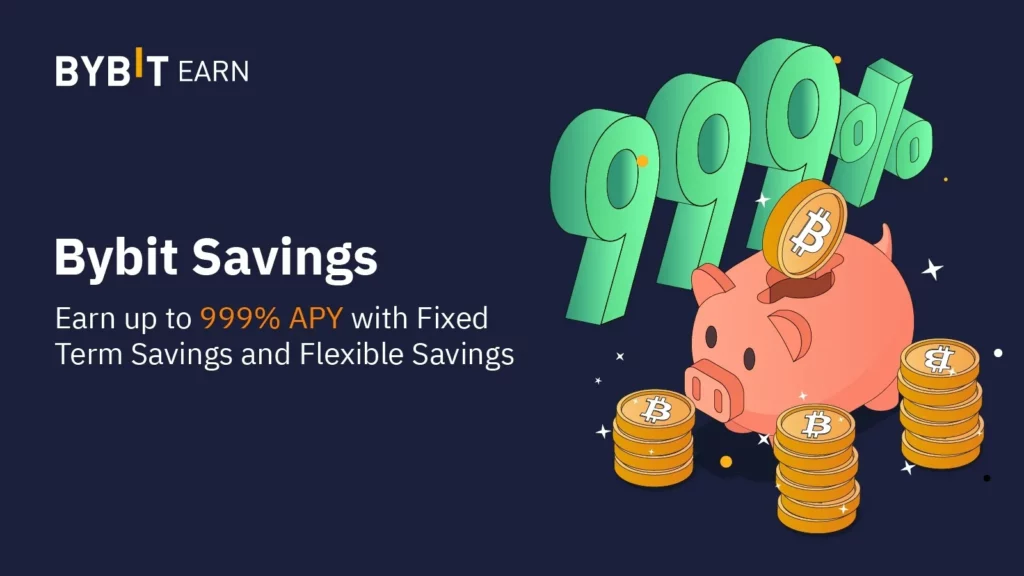 BYBIT EARN
999%
Bybit Savings
Earn up to 999% APY with Fixed
Term Savings and Flexible Savings